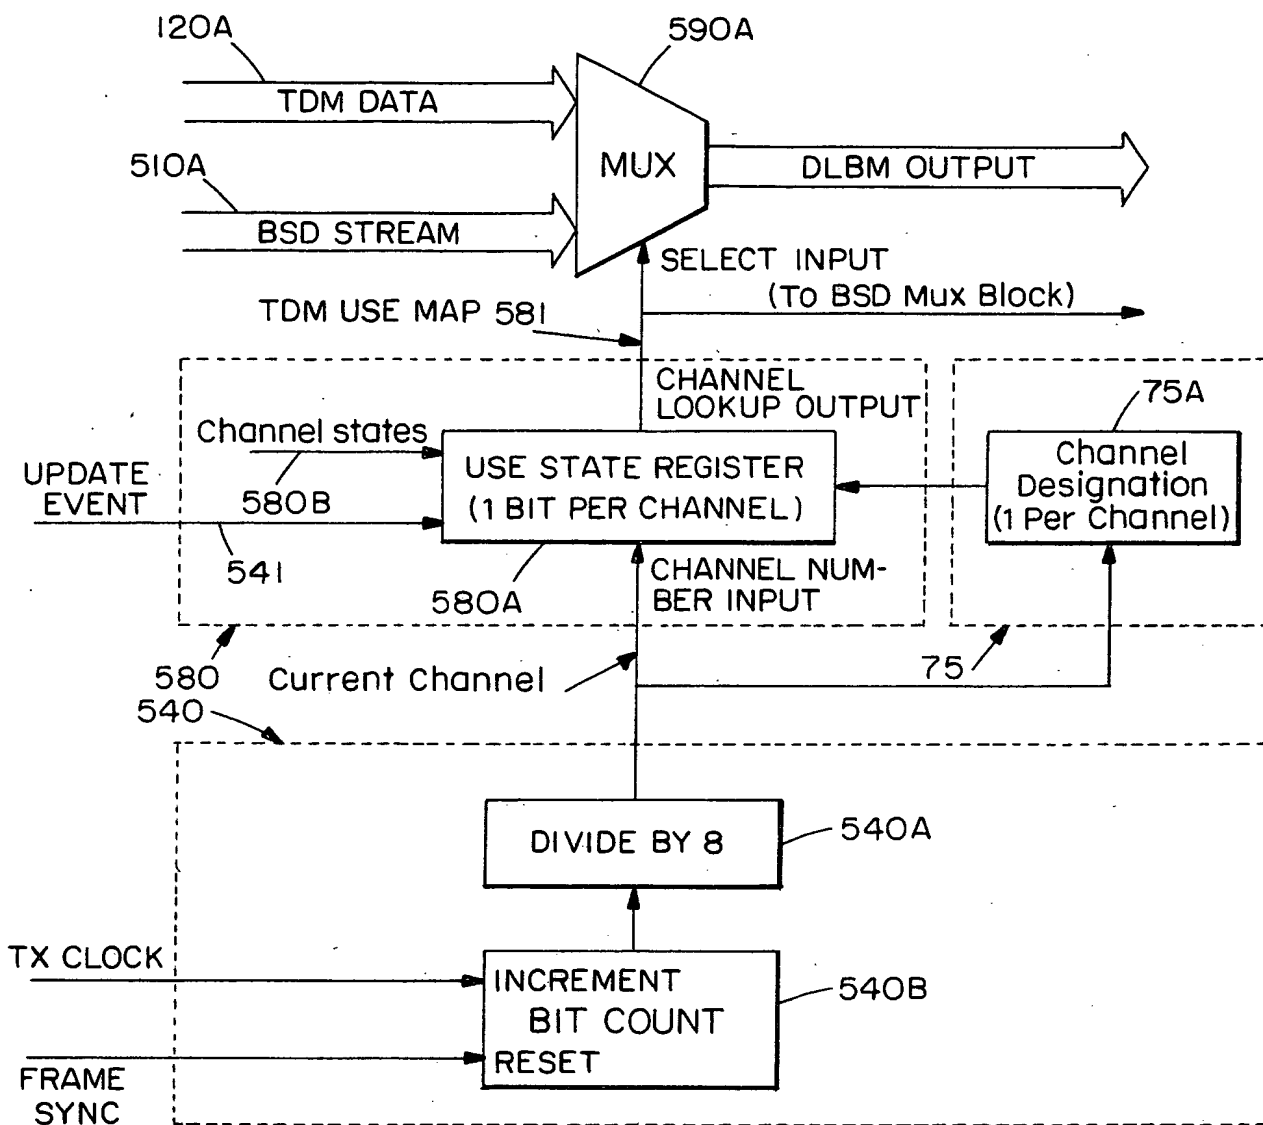 120A
590A
TDM DATA
MUX
DLBM OUTPUT
510A
BSD STREAM
SELECT INPUT
(To BSD Mux Block)
TDM USE MAP 581
CHANNEL
LOOKUP OUTPUT
75A
Channel states
UPDATE
EVENT
580B
USE STATE REGISTER
(1 BIT PER CHANNEL)
Channel
Designation
(1 Per Channel)
541
580A
CHANNEL NUM-
BER INPUT
580
Current Channel
75
540
DIVIDE BY 8
540A
TX CLOCK
INCREMENT
BIT COUNT
RESET
540B
FRAME
SYNC